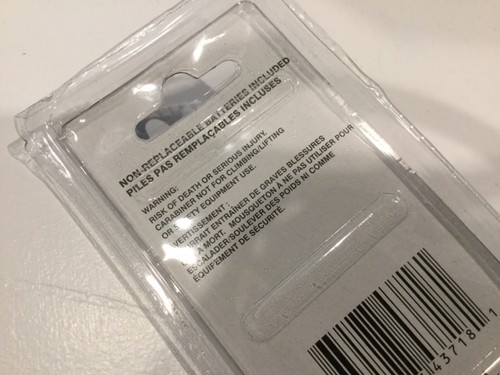 NON-REPLACEABLE BATTERIES INCLUDED
PILES PAS REMPLAÇABLES INCLUSES
WARNING:
RISK OF DEATH OR SERIOUS INJURY.
CARABINER NOT FOR CLIMBING/LIFTING
OR SAFETY EQUIPMENT USE.
AVERTISSEMENT :
POURRAIT ENTRAÎNER DE GRAVES BLESSURES
LA MORT. MOUSQUETON A NE PAS UTILISER POUR
ESCALADER/SOULEVER DES POIDS NI COMME
EQUIPEMENT DE SÉCURITÉ.
43718 1